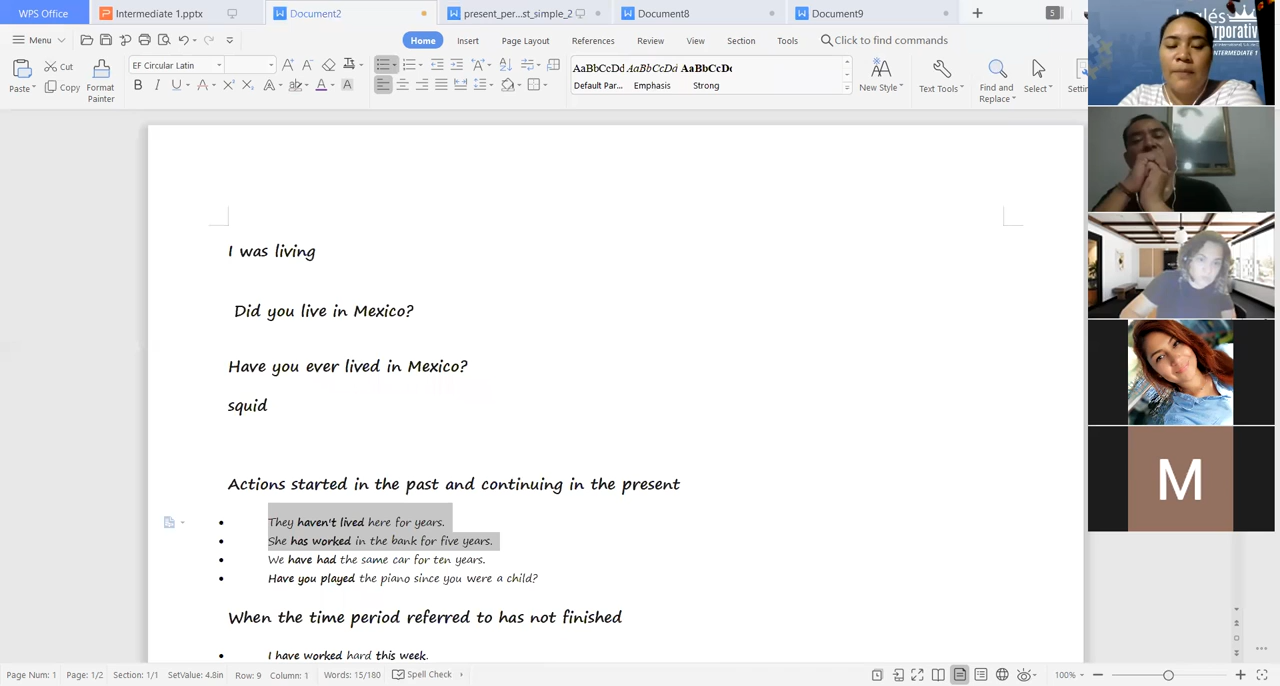 WPS Office
Intermediate 1.pptx
Document2
present_per...st_simple_2
Document8
Document9
5
Menu
Home
Insert
Page Layout
References
Review
View
Section
Tools
Click to find commands
Paste
Cut
Copy
Format Painter
EF Circular Latin
AaBbCcDd AaBbCcDd AaBbCcDc
Default Par...
Emphasis
Strong
New Style
Text Tools
Find and Replace
Select
Inglés
INTERMEDIATE 1
I was living
Did you live in Mexico?
Have you ever lived in Mexico?
squid
Actions started in the past and continuing in the present
• They haven't lived here for years.
• She has worked in the bank for five years.
• We have had the same car for ten years.
• Have you played the piano since you were a child?
When the time period referred to has not finished
• I have worked hard this week.
M
Page Num: 1
Page: 1/2
Section: 1/1
SetValue: 4.8in
Row: 9
Column: 1
Words: 15/180
Spell Check
100%